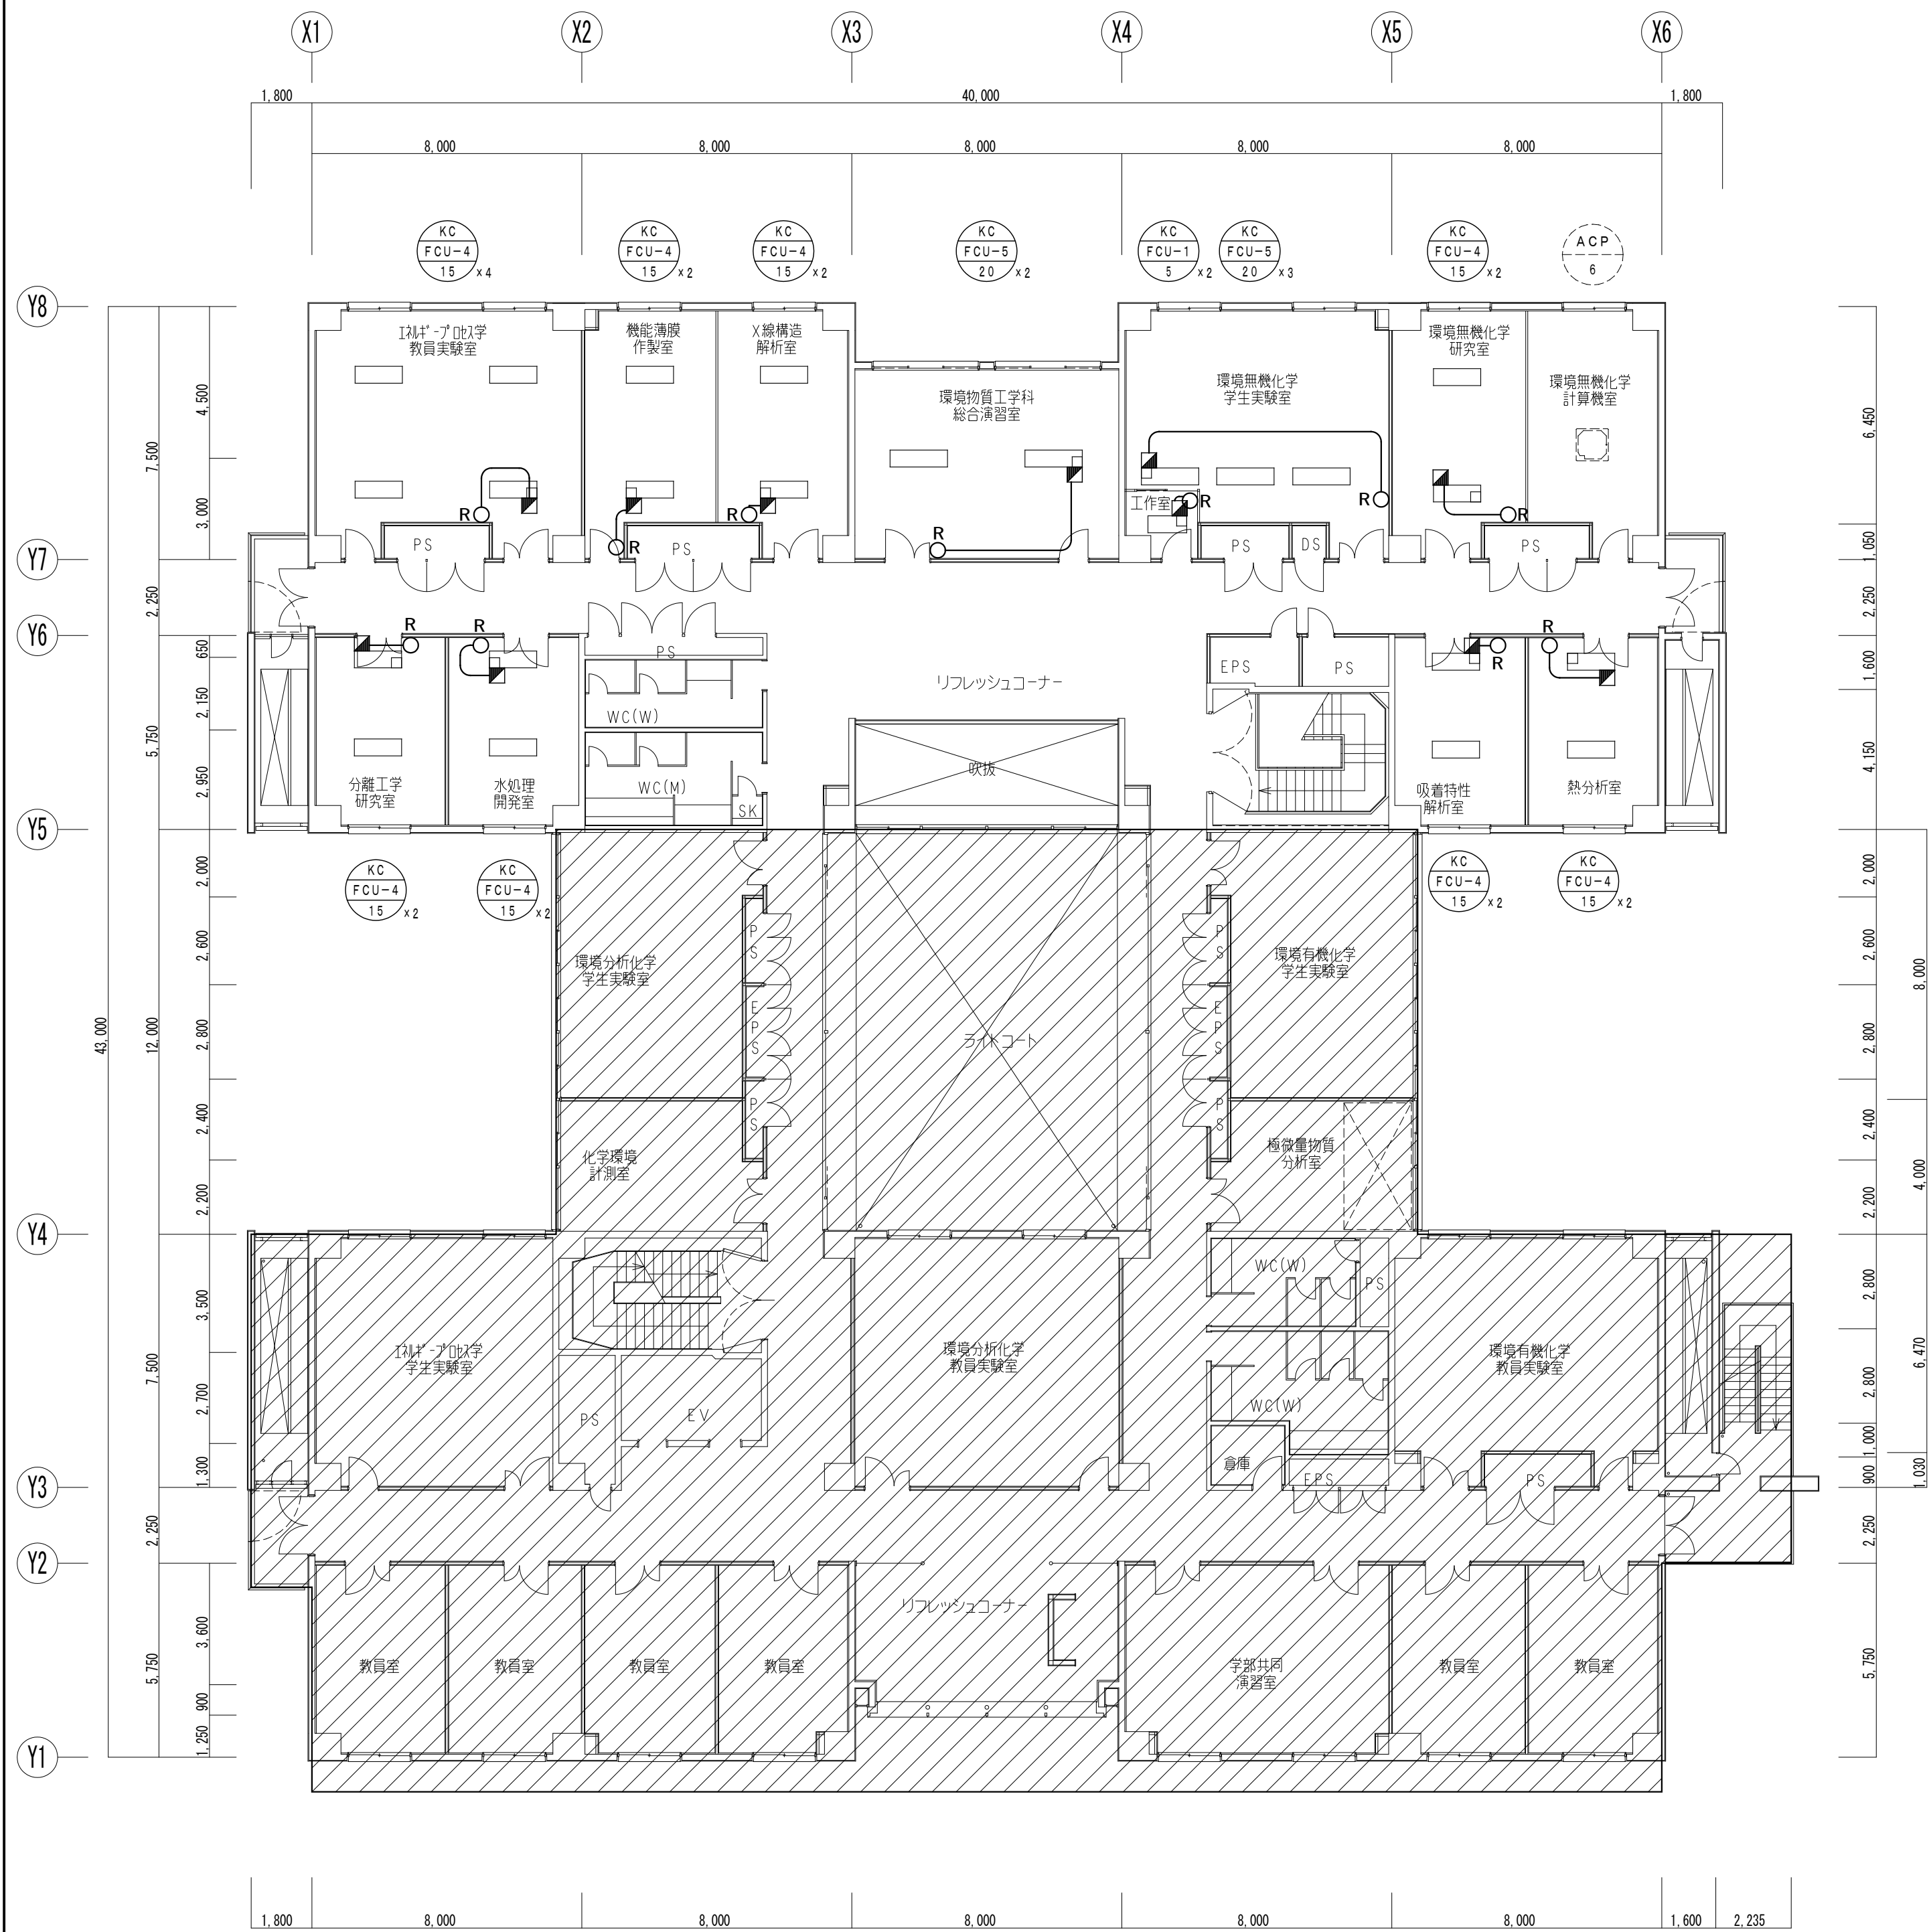 X1
X2
X3
X4
X5
X6
1,800
40,000
1,800
8,000
8,000
8,000
8,000
8,000
KC
FCU-4
15
x4
KC
FCU-4
15
x2
KC
FCU-4
15
x2
KC
FCU-5
20
x2
KC
FCU-1
5
x2
KC
FCU-5
20
x3
KC
FCU-4
15
x2
ACP
6
Y8
Y7
Y6
Y5
Y4
Y3
Y2
Y1
43,000
7,500
2,250
5,750
12,000
7,500
2,250
5,750
4,500
3,000
650
2,150
2,950
2,000
2,600
2,800
2,400
2,200
3,500
2,700
1,300
3,600
900
1,250
ｴﾈﾙｷﾞｰﾌﾟﾛｾｽ学
教員実験室
機能薄膜
作製室
X線構造
解析室
環境物質工学科
総合演習室
環境無機化学
学生実験室
環境無機化学
研究室
環境無機化学
計算機室
工作室
R
R
R
R
R
R
R
PS
PS
PS
DS
PS
R
R
R
R
PS
EPS
PS
リフレッシュコーナー
WC(W)
WC(M)
SK
吹抜
分離工学
研究室
水処理
開発室
吸着特性
解析室
熱分析室
KC
FCU-4
15
x2
KC
FCU-4
15
x2
KC
FCU-4
15
x2
KC
FCU-4
15
x2
環境分析化学
学生実験室
PS
EPS
PS
ライトコート
PS
EPS
PS
環境有機化学
学生実験室
化学環境
計測室
極微量物質
分析室
ｴﾈﾙｷﾞｰﾌﾟﾛｾｽ学
学生実験室
PS
EV
環境分析化学
教員実験室
WC(W)
PS
WC(W)
倉庫
EPS
環境有機化学
教員実験室
PS
リフレッシュコーナー
教員室
教員室
教員室
教員室
学部共同
演習室
教員室
教員室
6,450
1,050
2,250
1,600
4,150
2,000
2,600
2,800
2,400
2,200
2,800
2,800
1,000
900
2,250
5,750
8,000
4,000
6,470
1,030
1,800
8,000
8,000
8,000
8,000
8,000
1,600
2,235